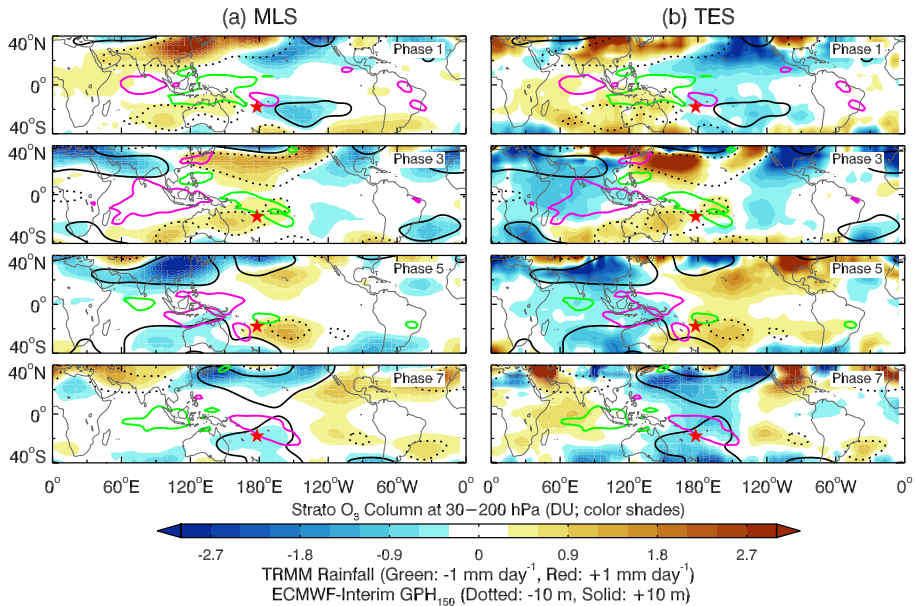 (a) MLS (b) TES
40°N Phase 1 Phase 1
0°
40°S
40°N Phase 3 Phase 3
0°
40°S
40°N Phase 5 Phase 5
0°
40°S
40°N Phase 7 Phase 7
0°
40°S
0° 60°E 120°E 180° 120°W 60°W 0° 0° 60°E 120°E 180° 120°W 60°W 0°
Strato O₃ Column at 30−200 hPa (DU; color shades)
-2.7 -1.8 -0.9 0 0.9 1.8 2.7
TRMM Rainfall (Green: -1 mm day⁻¹, Red: +1 mm day⁻¹)
ECMWF-Interim GPH₁₅₀ (Dotted: -10 m, Solid: +10 m)